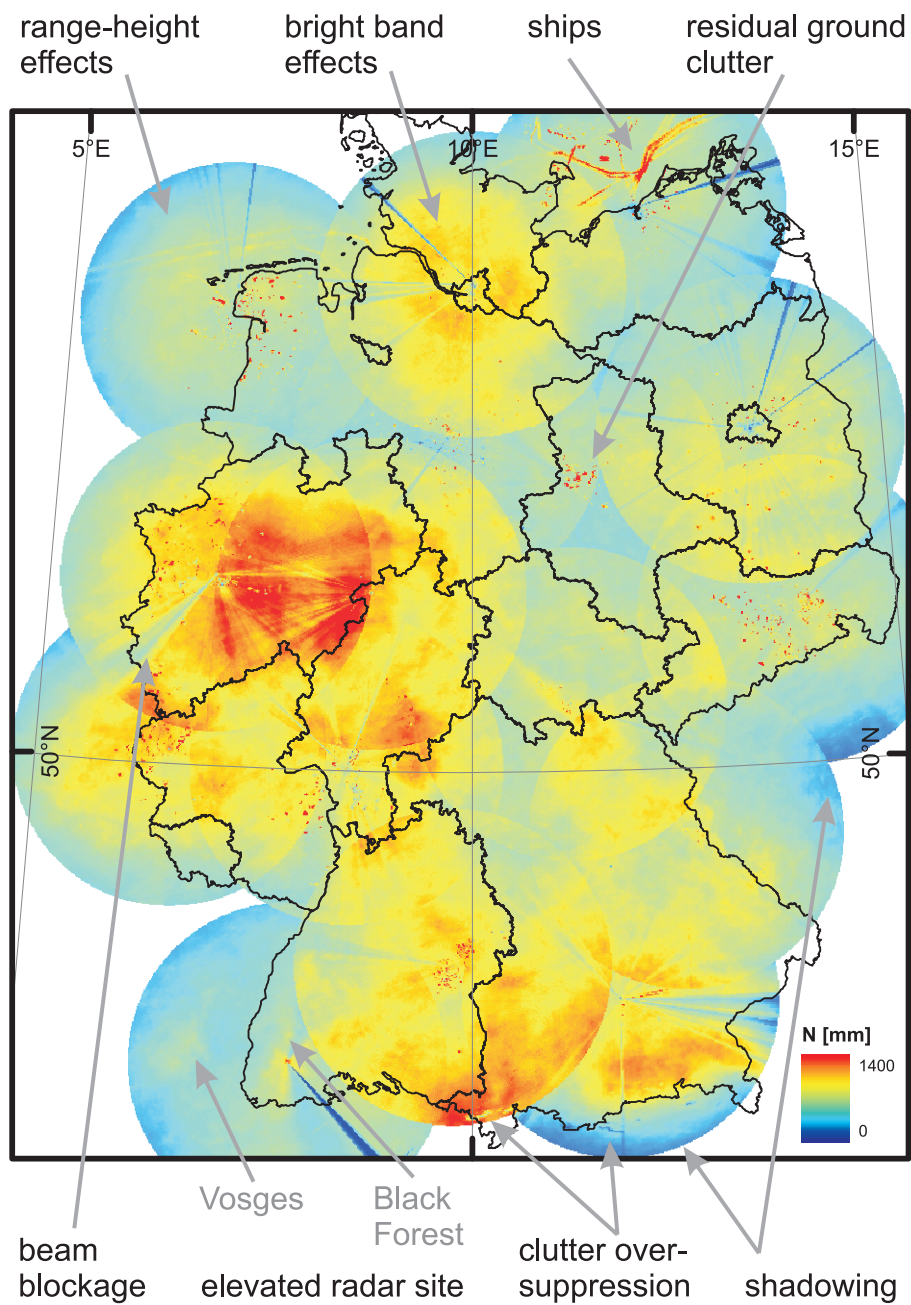 range-height
effects
bright band
effects
ships
residual ground
clutter
5°E
10°E
15°E
50°N
50°N
N [mm]
1400
0
Vosges
Black
Forest
beam
blockage
elevated radar site
clutter over-
suppression
shadowing